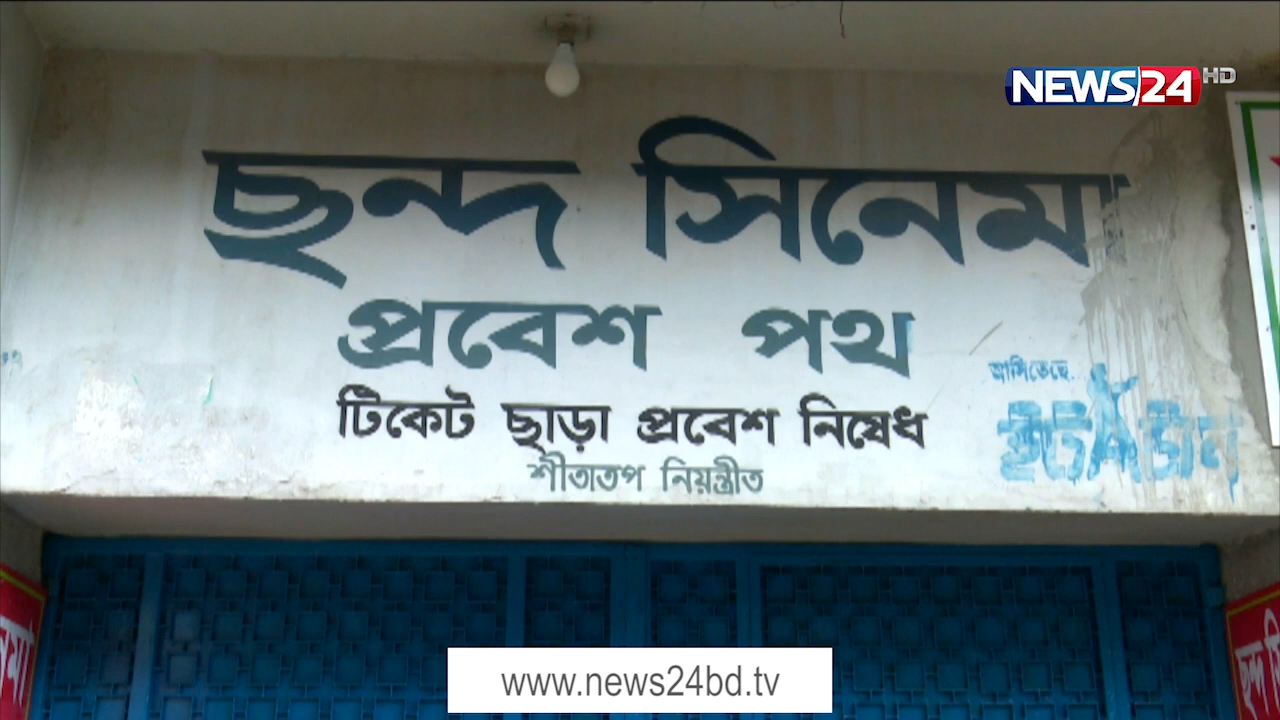 NEWS24 HD
ছন্দ সিনেমা
প্রবেশ পথ
টিকেট ছাড়া প্রবেশ নিষেধ
শীতাতপ নিয়ন্ত্রীত
আসিতেছে.
www.news24bd.tv